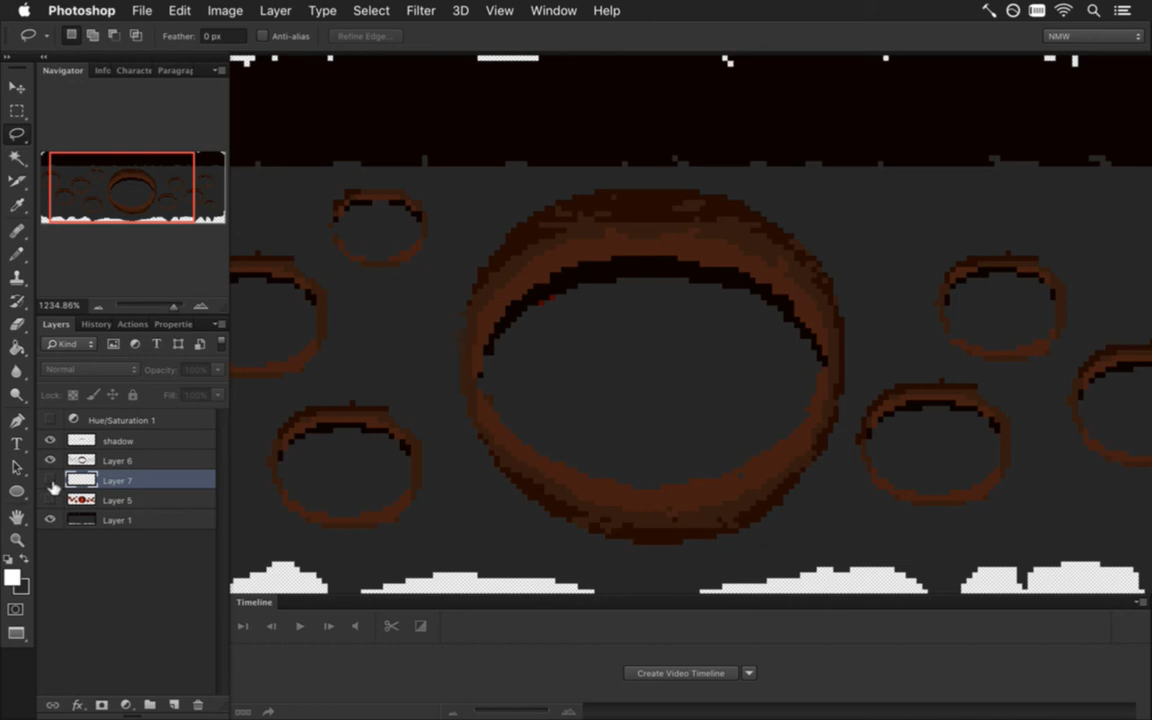 Photoshop File Edit Image Layer Type Select Filter 3D View Window Help
Feather: 0 px Anti-alias Refine Edge... NMW
Navigator Info Characte Paragrap
1234.86%
Layers History Actions Propertie
Kind
Normal Opacity: 100%
Lock: Fill: 100%
Hue/Saturation 1
shadow
Layer 6
Layer 7
Layer 5
Layer 1
Timeline
Create Video Timeline